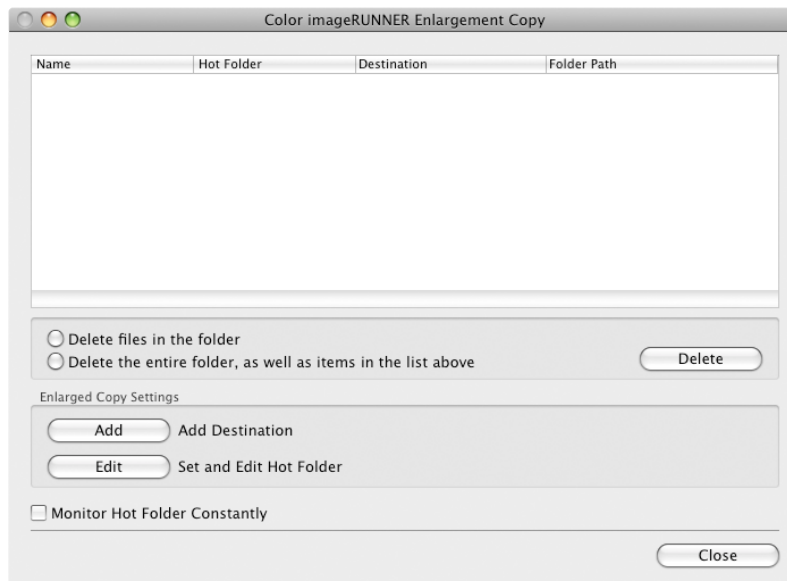 Color imageRUNNER Enlargement Copy
Name Hot Folder Destination Folder Path
Delete files in the folder
Delete the entire folder, as well as items in the list above
Delete
Enlarged Copy Settings
Add Add Destination
Edit Set and Edit Hot Folder
Monitor Hot Folder Constantly
Close